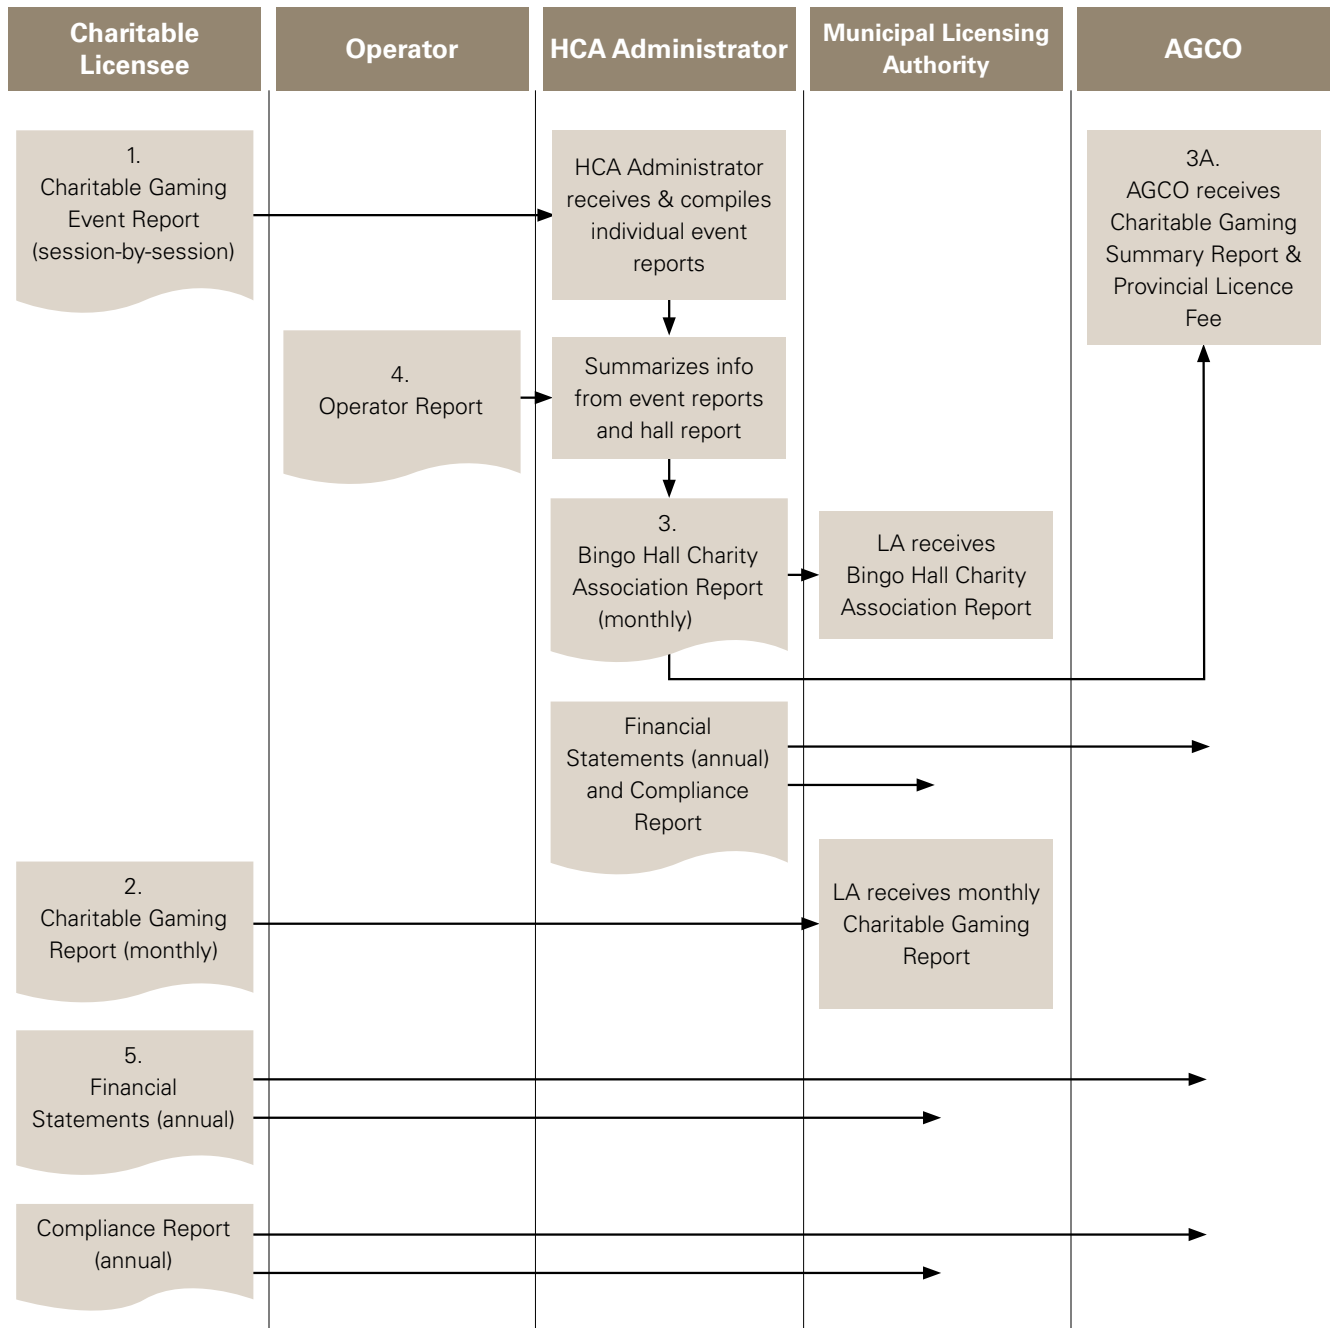 Charitable
Licensee
Operator
HCA Administrator
Municipal Licensing
Authority
AGCO
1.
Charitable Gaming
Event Report
(session-by-session)
HCA Administrator
receives & compiles
individual event
reports
3A.
AGCO receives
Charitable Gaming
Summary Report &
Provincial Licence
Fee
4.
Operator Report
Summarizes info
from event reports
and hall report
3.
Bingo Hall Charity
Association Report
(monthly)
LA receives
Bingo Hall Charity
Association Report
Financial
Statements (annual)
and Compliance
Report
2.
Charitable Gaming
Report (monthly)
LA receives monthly
Charitable Gaming
Report
5.
Financial
Statements (annual)
Compliance Report
(annual)